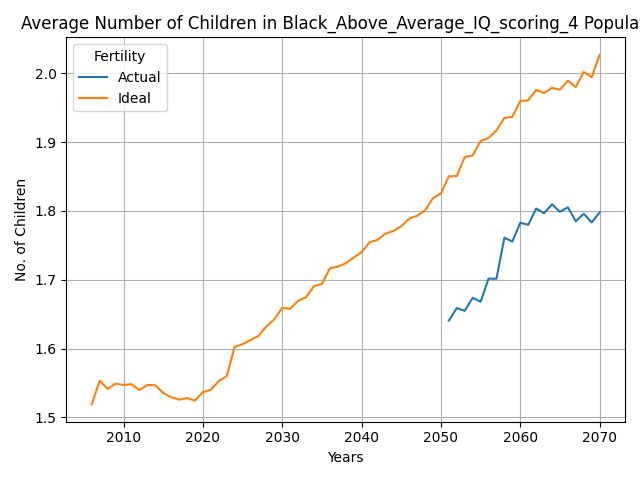 Average Number of Children in Black_Above_Average_IQ_scoring_4 Popula
Fertility
Actual
Ideal
No. of Children
2.0
1.9
1.8
1.7
1.6
1.5
2010 2020 2030 2040 2050 2060 2070
Years